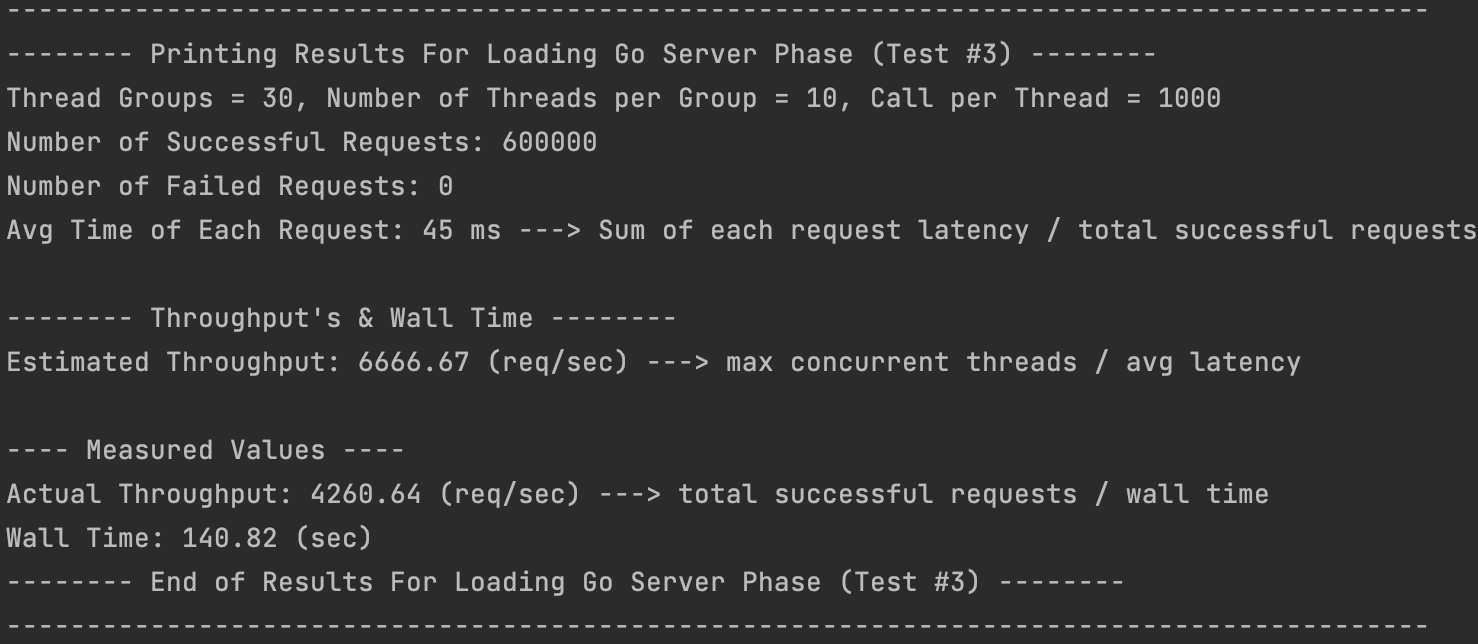 -----------------------------------------------------------------------------------------
-------- Printing Results For Loading Go Server Phase (Test #3) --------
Thread Groups = 30, Number of Threads per Group = 10, Call per Thread = 1000
Number of Successful Requests: 600000
Number of Failed Requests: 0
Avg Time of Each Request: 45 ms ---> Sum of each request latency / total successful requests
-------- Throughput's & Wall Time --------
Estimated Throughput: 6666.67 (req/sec) ---> max concurrent threads / avg latency
---- Measured Values ----
Actual Throughput: 4260.64 (req/sec) ---> total successful requests / wall time
Wall Time: 140.82 (sec)
-------- End of Results For Loading Go Server Phase (Test #3) --------
-----------------------------------------------------------------------------------------